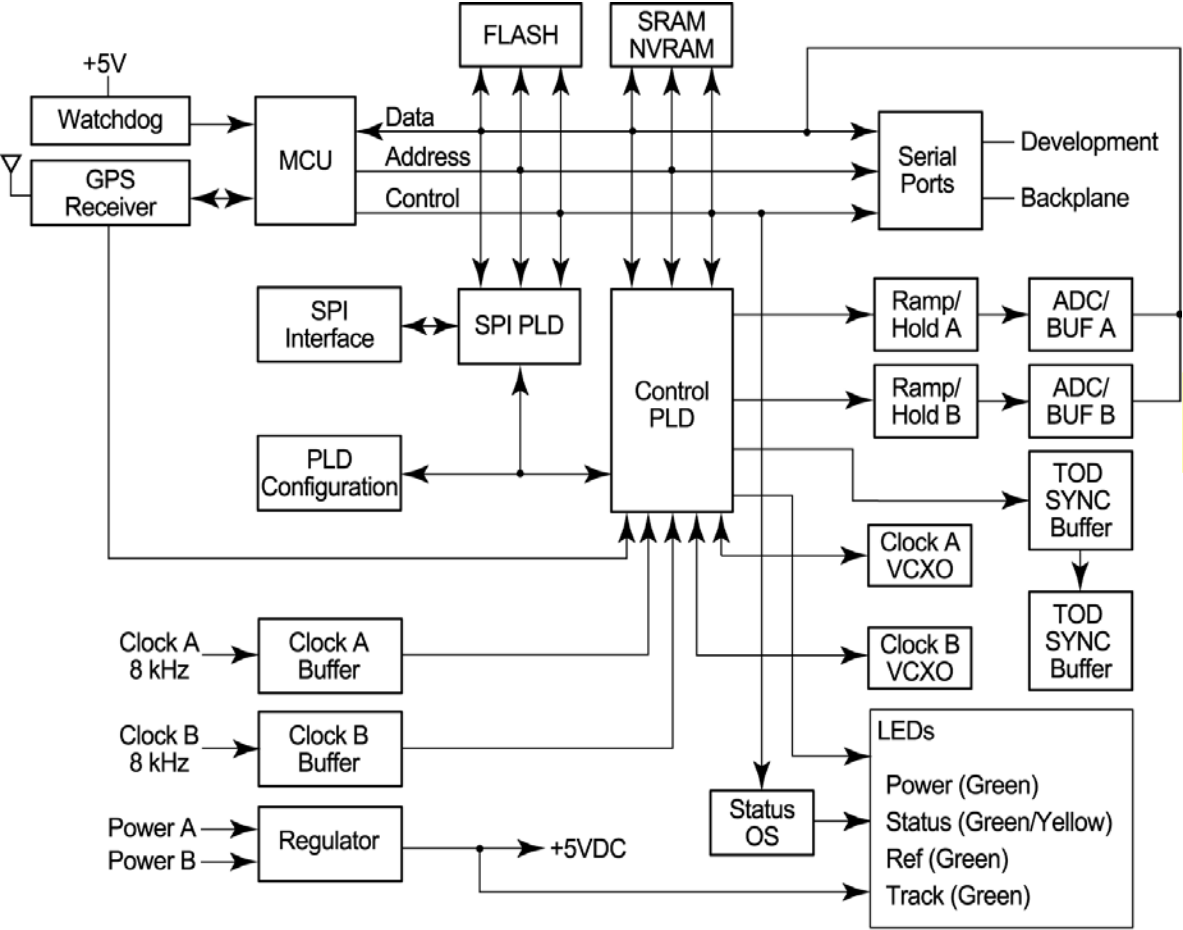 FLASH
SRAM
NVRAM
+5V
Watchdog
MCU
GPS
Receiver
Data
Address
Control
Serial
Ports
Development
Backplane
SPI
Interface
SPI PLD
Control
PLD
Ramp/
Hold A
ADC/
BUF A
Ramp/
Hold B
ADC/
BUF B
PLD
Configuration
TOD
SYNC
Buffer
Clock A
VCXO
TOD
SYNC
Buffer
Clock A
8 kHz
Clock A
Buffer
Clock B
VCXO
Clock B
8 kHz
Clock B
Buffer
Power A
Power B
Regulator
+5VDC
Status
OS
LEDs
Power (Green)
Status (Green/Yellow)
Ref (Green)
Track (Green)